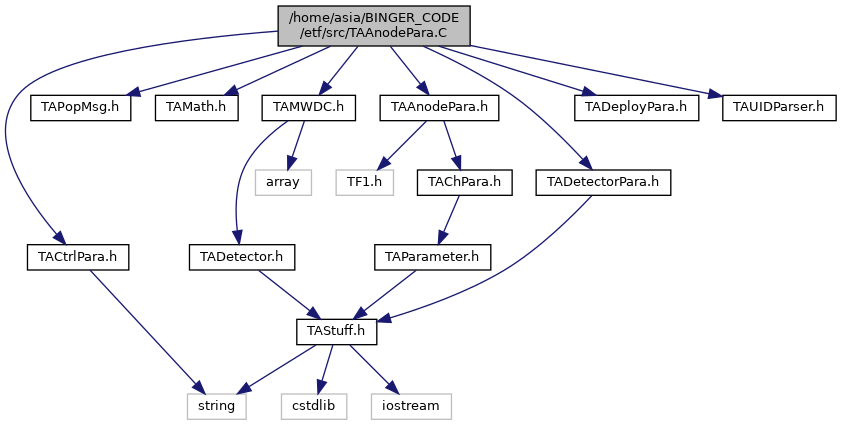 /home/asia/BINGER_CODE
/etf/src/TAAnodePara.C
TAPopMsg.h
TAMath.h
TAMWDC.h
TAAnodePara.h
TADeployPara.h
TAUIDParser.h
array
TF1.h
TAChPara.h
TADetectorPara.h
TACtrlPara.h
TADetector.h
TAParameter.h
TAStuff.h
string
cstdlib
iostream